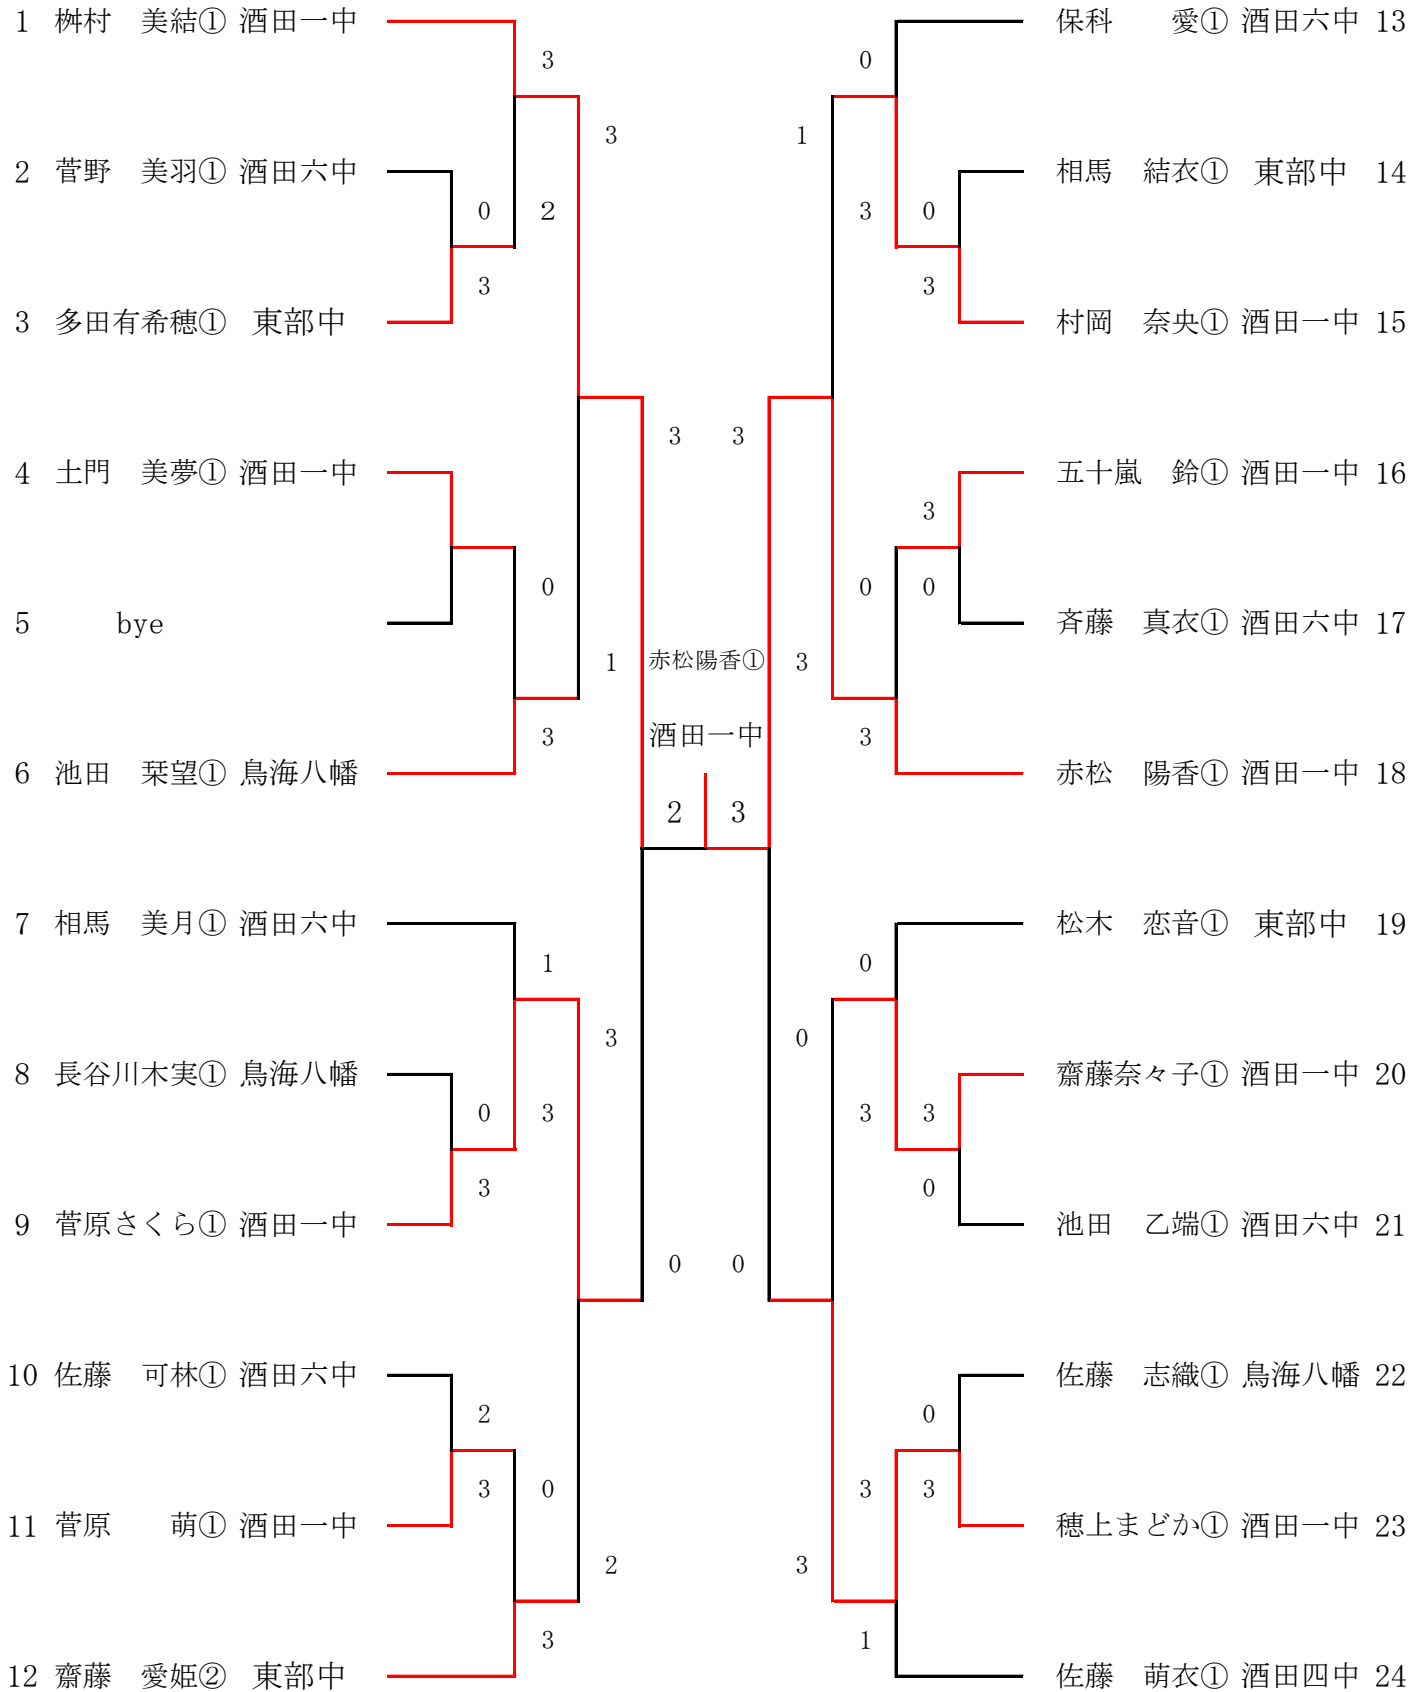 1 桝村　美結① 酒田一中
3
3
2 菅野　美羽① 酒田六中
0 2
3
3 多田有希穂① 東部中
3
4 土門　美夢① 酒田一中
0
5 bye
1
3
6 池田　栞望① 鳥海八幡
7 相馬　美月① 酒田六中
1
3
8 長谷川木実① 鳥海八幡
0 3
3
9 菅原さくら① 酒田一中
0
10 佐藤　可林① 酒田六中
2
3 0
11 菅原　　萌① 酒田一中
2
3
12 齋藤　愛姫② 東部中
赤松陽香①
酒田一中
2 3
保科　　愛① 酒田六中 13
0
1
相馬　結衣① 東部中 14
3 0
3
村岡　奈央① 酒田一中 15
3
五十嵐　鈴① 酒田一中 16
3
0 0
斉藤　真衣① 酒田六中 17
3
3
赤松　陽香① 酒田一中 18
松木　恋音① 東部中 19
0
0
齋藤奈々子① 酒田一中 20
3 3
0
池田　乙端① 酒田六中 21
0
佐藤　志織① 鳥海八幡 22
0
3 3
穂上まどか① 酒田一中 23
3
1
佐藤　萌衣① 酒田四中 24